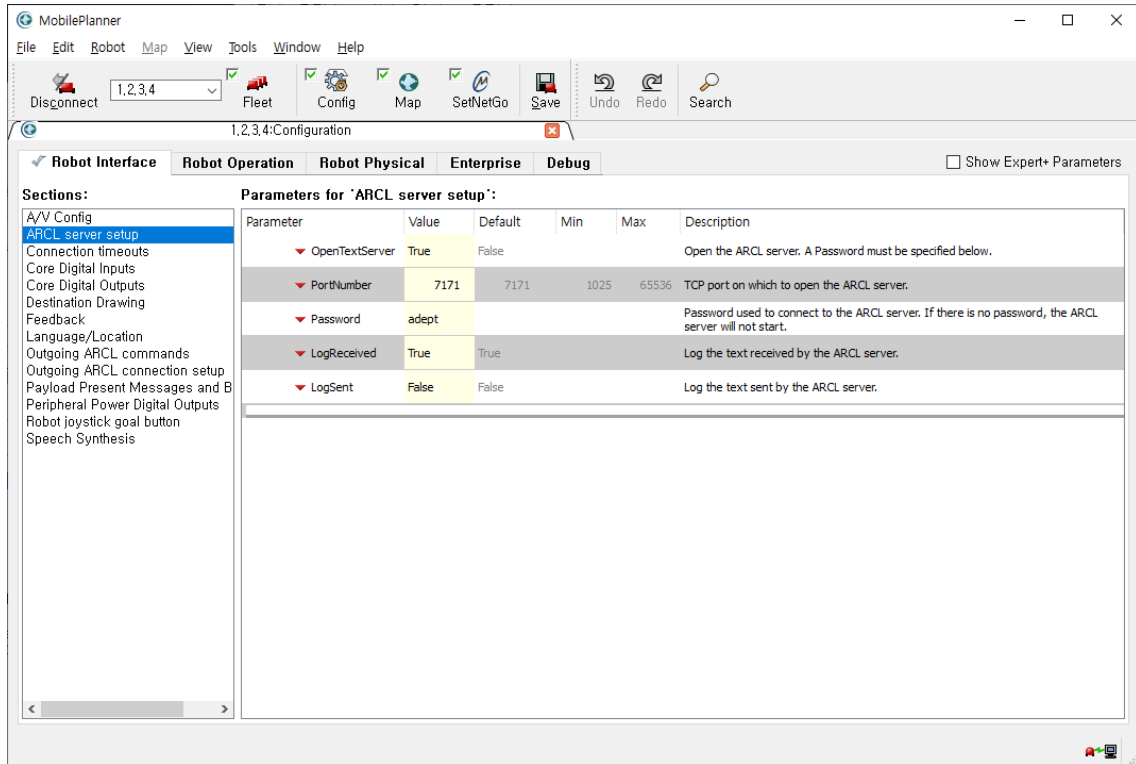 MobilePlanner
File Edit Robot Map View Tools Window Help
Disconnect 1,2,3,4 Fleet Config Map SetNetGo Save Undo Redo Search
1,2,3,4:Configuration
Robot Interface Robot Operation Robot Physical Enterprise Debug Show Expert+ Parameters
Sections:
A/V Config
ARCL server setup
Connection timeouts
Core Digital Inputs
Core Digital Outputs
Destination Drawing
Feedback
Language/Location
Outgoing ARCL commands
Outgoing ARCL connection setup
Payload Present Messages and B
Peripheral Power Digital Outputs
Robot joystick goal button
Speech Synthesis
Parameters for 'ARCL server setup':
Parameter Value Default Min Max Description
OpenTextServer True False Open the ARCL server. A Password must be specified below.
PortNumber 7171 7171 1025 65536 TCP port on which to open the ARCL server.
Password adept Password used to connect to the ARCL server. If there is no password, the ARCL
server will not start.
LogReceived True True Log the text received by the ARCL server.
LogSent False False Log the text sent by the ARCL server.